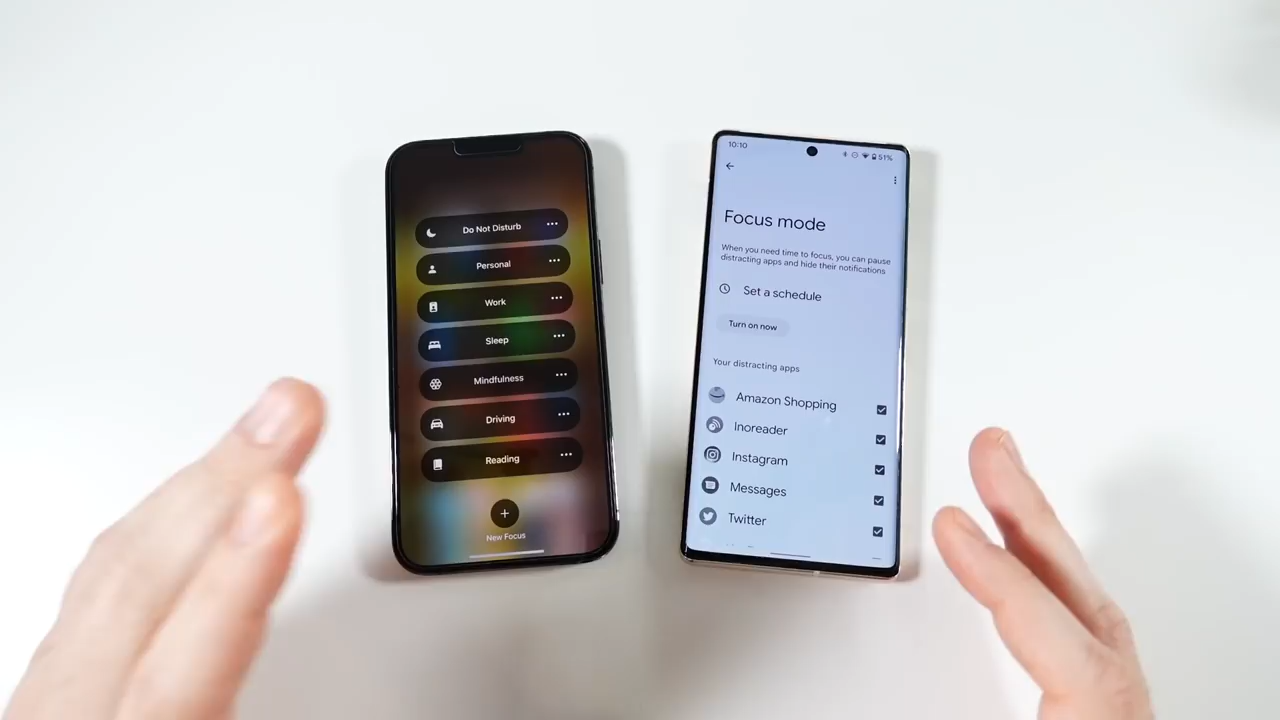 Do Not Disturb
Personal
Work
Sleep
Mindfulness
Driving
Reading
New Focus
10:10
51%
Focus mode
When you need time to focus, you can pause
distracting apps and hide their notifications
Set a schedule
Turn on now
Your distracting apps
Amazon Shopping
Inoreader
Instagram
Messages
Twitter